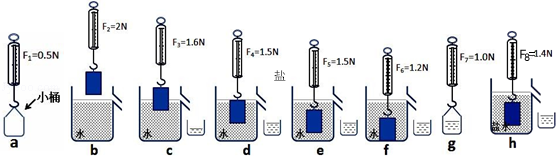 F₁=0.5N
小桶
a
F₂=2N
b
F₃=1.6N
水
c
F₄=1.5N
水
d
盐
F₅=1.5N
水
e
F₆=1.2N
水
f
F₇=1.0N
g
F₈=1.4N
盐水
h